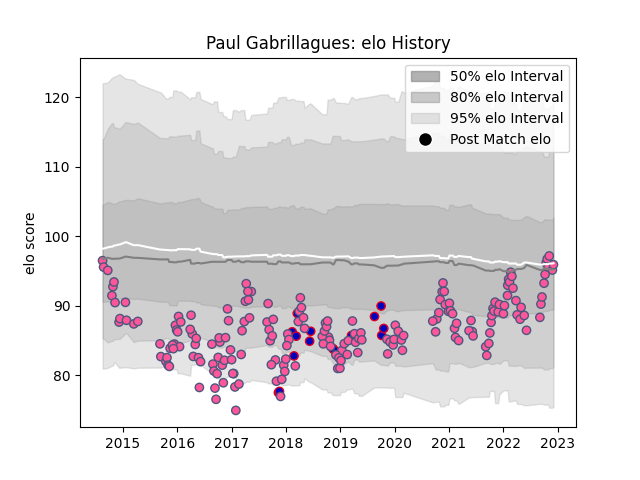 Paul Gabrillagues: elo History
50% elo Interval
80% elo Interval
95% elo Interval
Post Match elo
elo score
120
110
100
90
80
2015 2016 2017 2018 2019 2020 2021 2022 2023